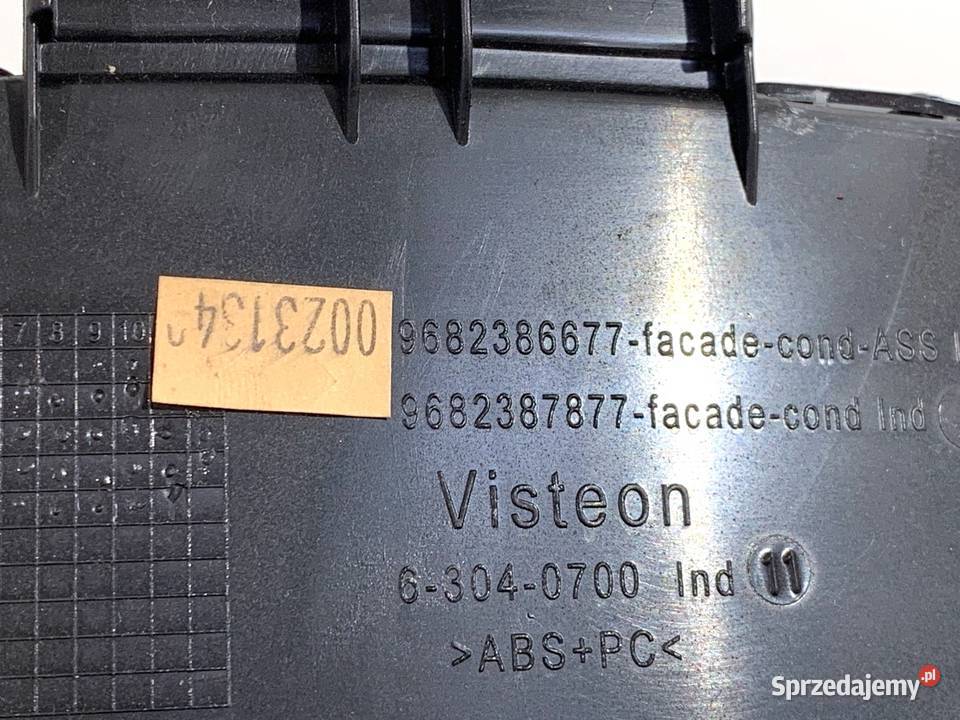 0023134
7 8 9 10
9682386677-facade-cond-ASS
9682387877-facade-cond Ind
Visteon
6-304-0700 Ind 11
>ABS+PC<
Sprzedajemy.pl